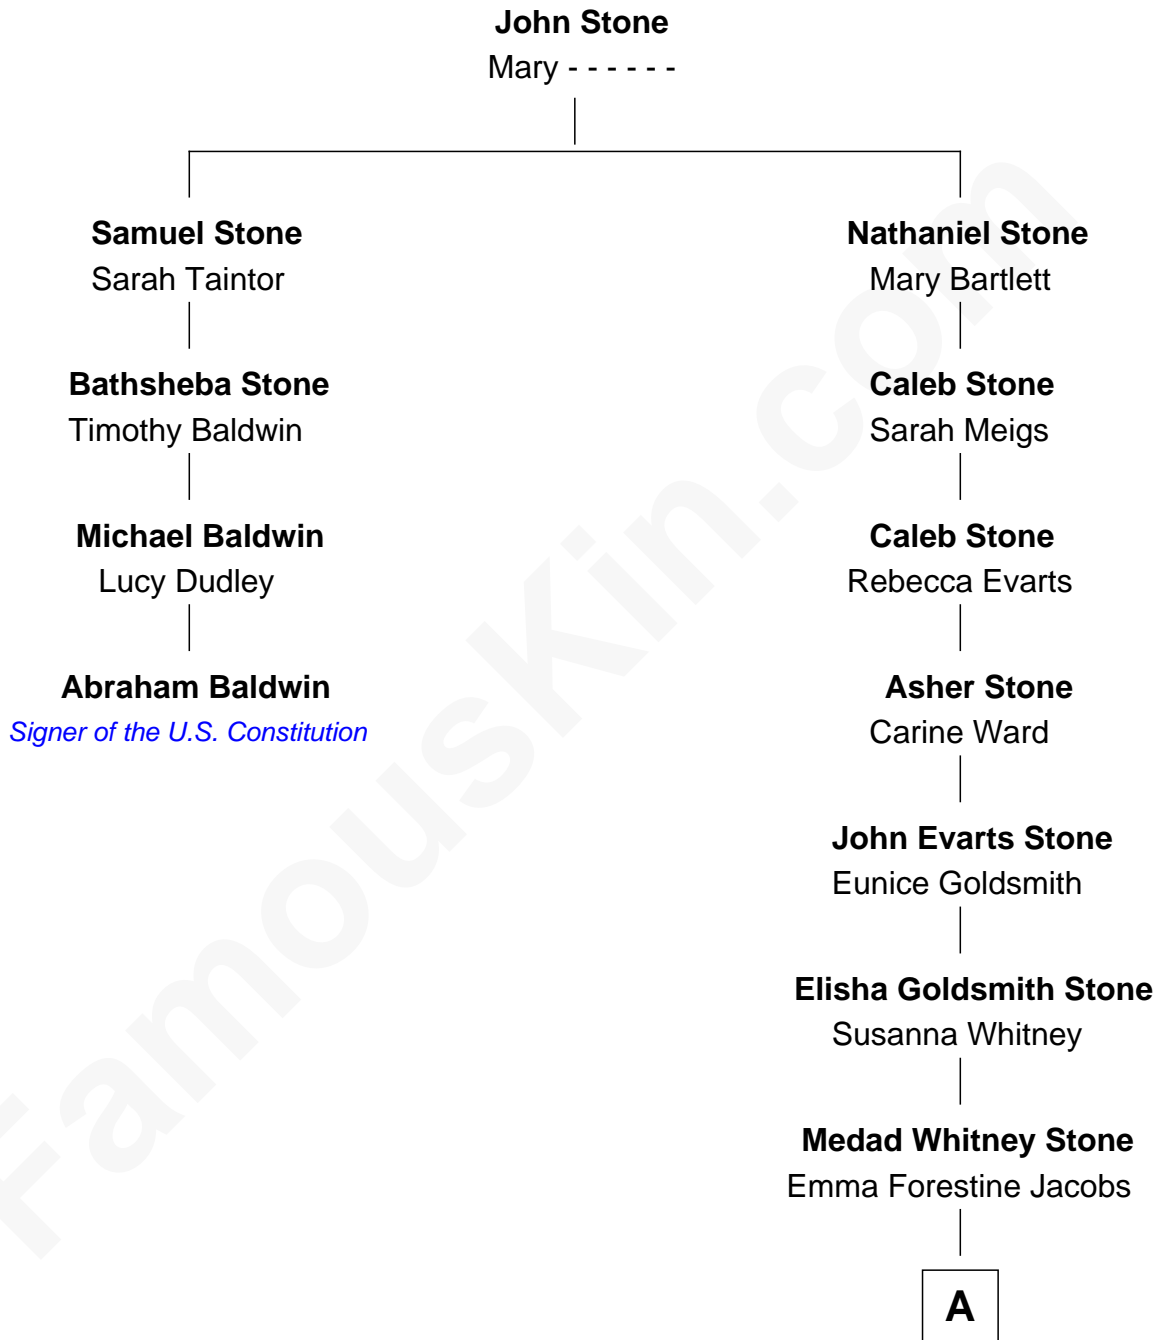 John Stone
Mary - - - - - -
Samuel Stone
Sarah Taintor
Nathaniel Stone
Mary Bartlett
Bathsheba Stone
Timothy Baldwin
Caleb Stone
Sarah Meigs
Michael Baldwin
Lucy Dudley
Caleb Stone
Rebecca Evarts
Abraham Baldwin
Signer of the U.S. Constitution
Asher Stone
Carine Ward
John Evarts Stone
Eunice Goldsmith
Elisha Goldsmith Stone
Susanna Whitney
Medad Whitney Stone
Emma Forestine Jacobs
A
FamousKin.com